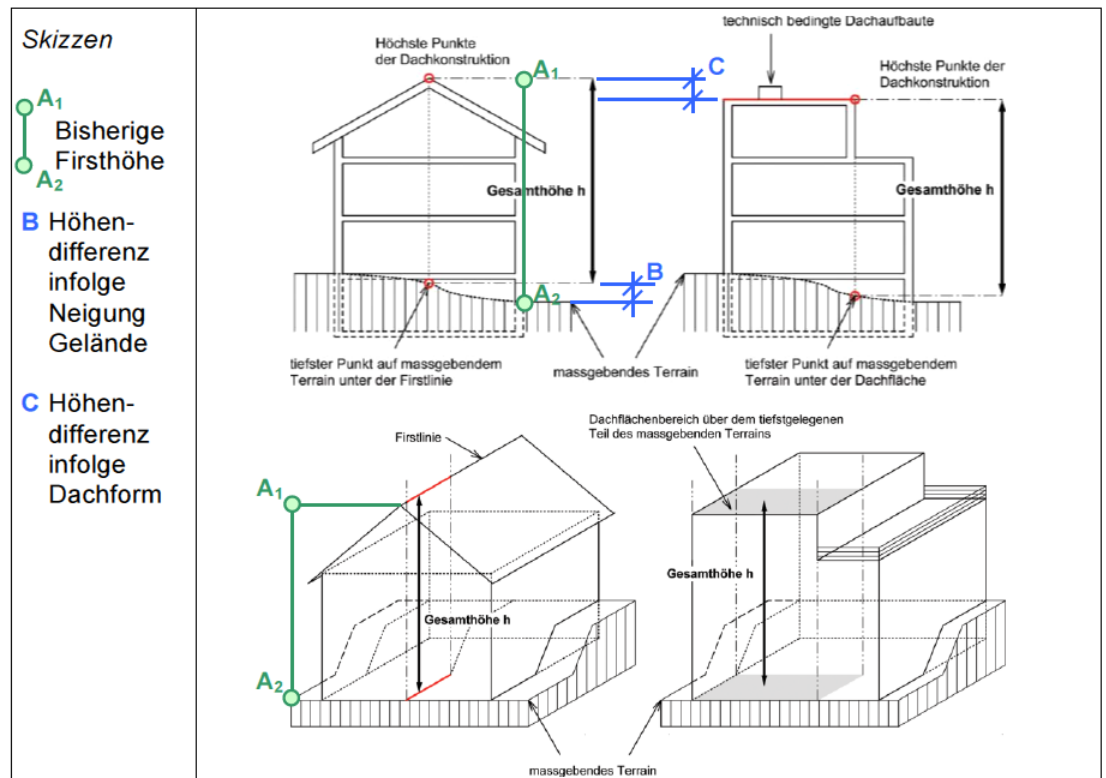 Skizzen
A1
Bisherige
Firsthöhe
A2
B Höhen-
differenz
infolge
Neigung
Gelände
C Höhen-
differenz
infolge
Dachform
Höchste Punkte
der Dachkonstruktion
A1
C
technisch bedingte Dachaufbaute
Höchste Punkte der
Dachkonstruktion
Gesamthöhe h
Gesamthöhe h
B
A2
tiefster Punkt auf massgebendem
Terrain unter der Firstlinie
massgebendes Terrain
tiefster Punkt auf massgebendem
Terrain unter der Dachfläche
Firstlinie
Dachflächenbereich über dem tiefstgelegenen
Teil des massgebenden Terrains
A1
Gesamthöhe h
Gesamthöhe h
A2
massgebendes Terrain